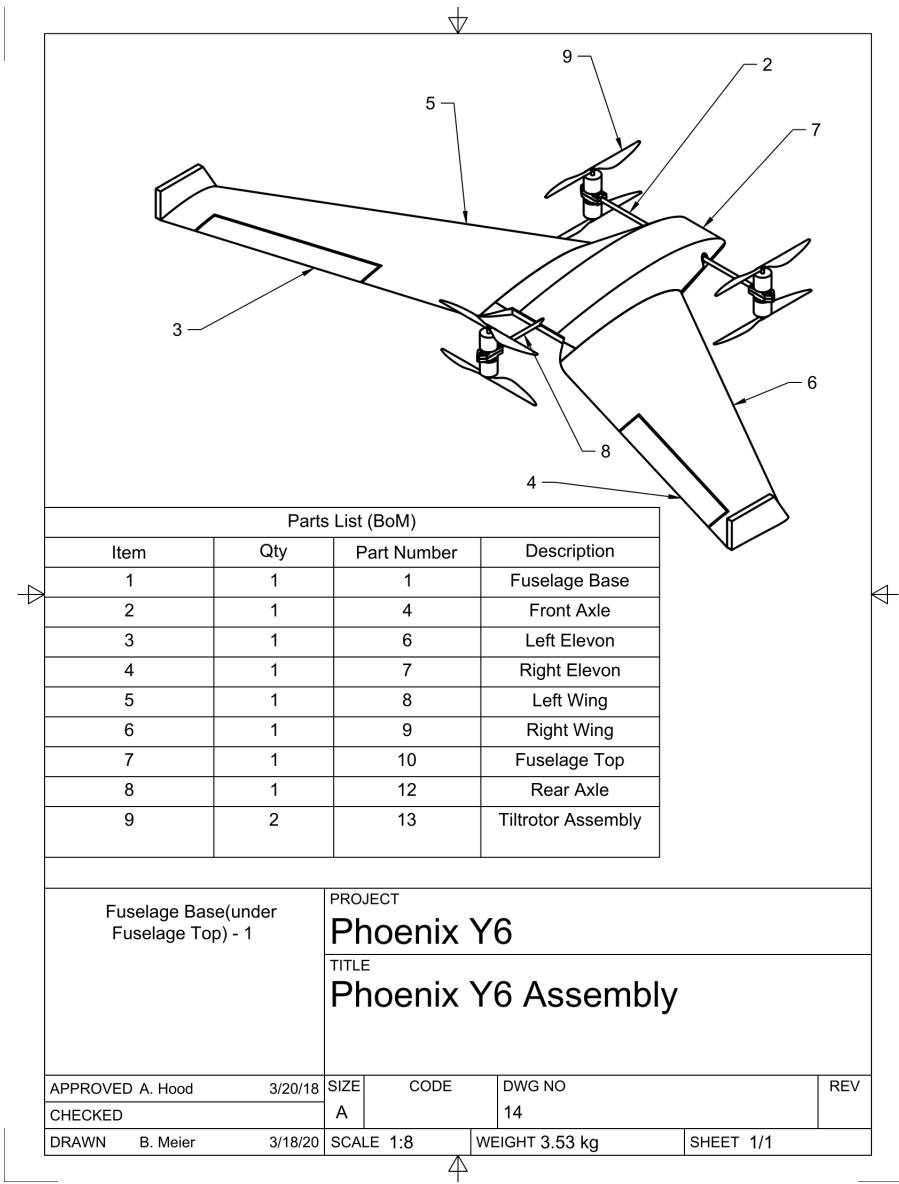 9
2
5
7
3
6
8
4
Parts List (BoM)
Item Qty Part Number Description
1 1 1 Fuselage Base
2 1 4 Front Axle
3 1 6 Left Elevon
4 1 7 Right Elevon
5 1 8 Left Wing
6 1 9 Right Wing
7 1 10 Fuselage Top
8 1 12 Rear Axle
9 2 13 Tiltrotor Assembly
Fuselage Base(under
Fuselage Top) - 1
PROJECT
Phoenix Y6
TITLE
Phoenix Y6 Assembly
APPROVED A. Hood 3/20/18
CHECKED
DRAWN B. Meier 3/18/20
SIZE CODE DWG NO REV
A 14
SCALE 1:8 WEIGHT 3.53 kg SHEET 1/1